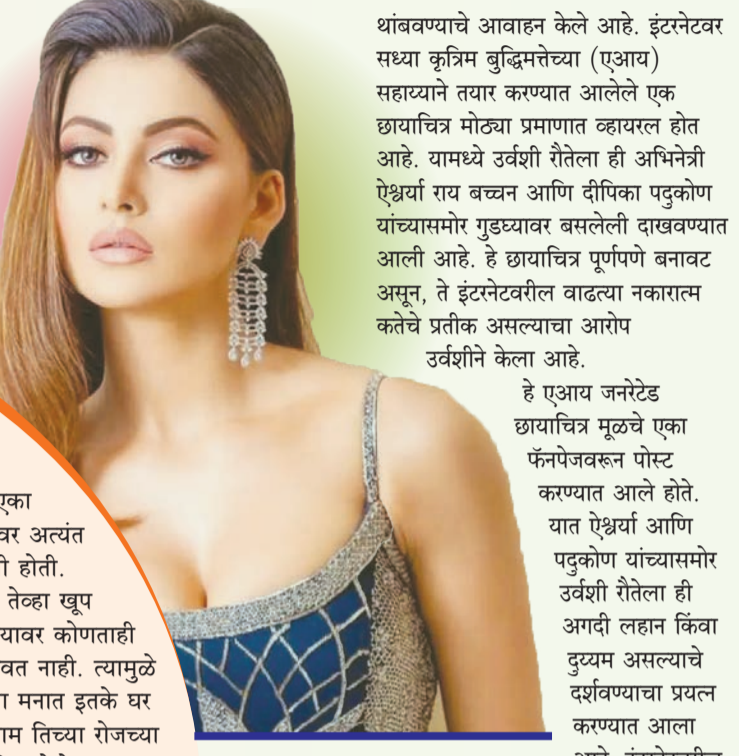 थांबवण्याचे आवाहन केले आहे. इंटरनेटवर
सध्या कृत्रिम बुद्धिमत्तेच्या (एआय)
सहाय्याने तयार करण्यात आलेले एक
छायाचित्र मोठ्या प्रमाणात व्हायरल होत
आहे. यामध्ये उर्वशी रौतेला ही अभिनेत्री
ऐश्वर्या राय बच्चन आणि दीपिका पदुकोण
यांच्यासमोर गुडघ्यावर बसलेली दाखवण्यात
आली आहे. हे छायाचित्र पूर्णपणे बनावट
असून, ते इंटरनेटवरील वाढत्या नकारात्म
कतेचे प्रतीक असल्याचा आरोप
उर्वशीने केला आहे.
हे एआय जनरेटेड
छायाचित्र मूळचे एका
फॅनपेजवरून पोस्ट
करण्यात आले होते.
यात ऐश्वर्या आणि
पदुकोण यांच्यासमोर
उर्वशी रौतेला ही
अगदी लहान किंवा
दुय्यम असल्याचे
दर्शवण्याचा प्रयत्न
करण्यात आला
एका
वर अत्यंत
ी होती.
तेव्हा खूप
यावर कोणताही
वत नाही. त्यामुळे
ा मनात इतके घर
ाम तिच्या रोजच्या